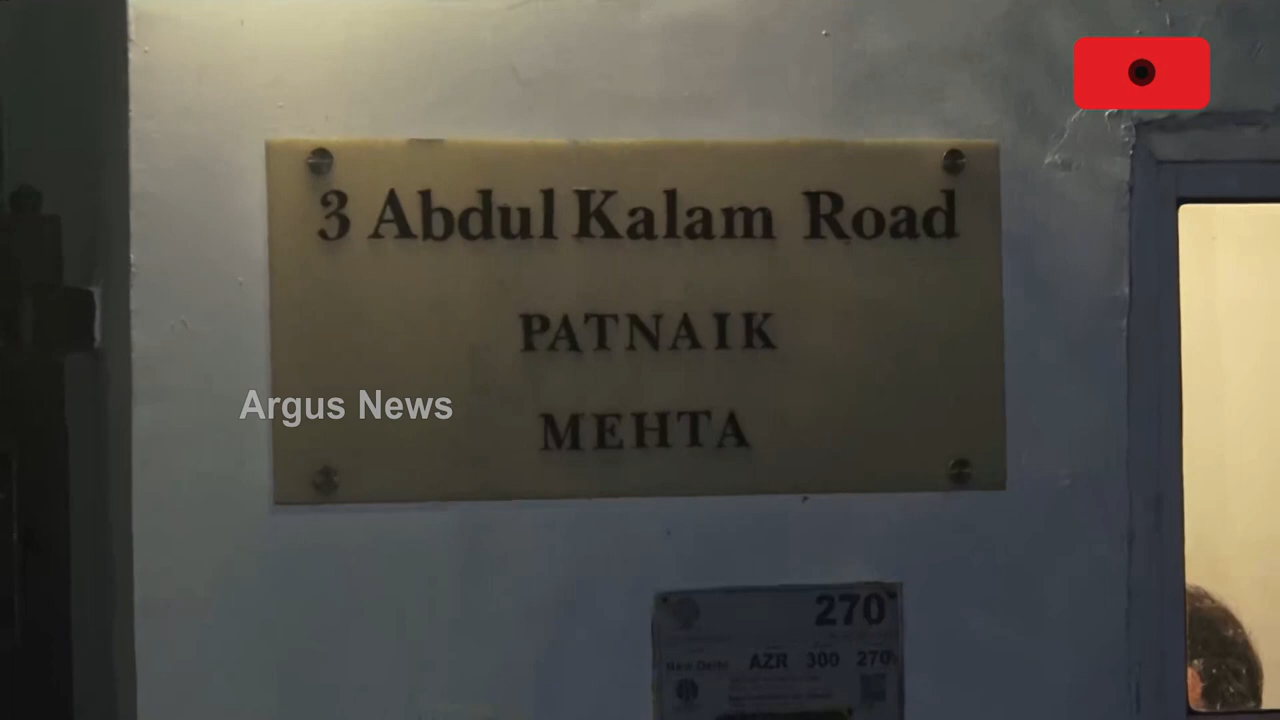 3 Abdul Kalam Road
PATNAIK
MEHTA
Argus News
270
New Delhi AZR 300 270